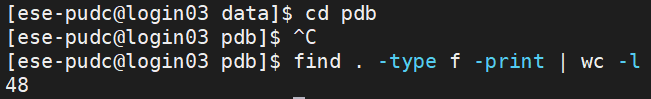 [ese-pudc@login03 data]$ cd pdb
[ese-pudc@login03 pdb]$ ^C
[ese-pudc@login03 pdb]$ find . -type f -print | wc -l
48